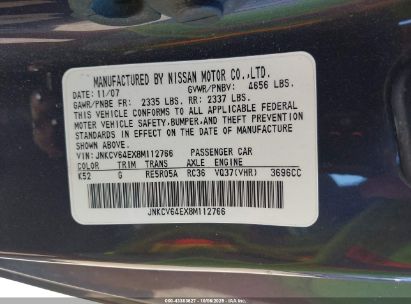 MANUFACTURED BY NISSAN MOTOR CO.,LTD.
DATE: 11/07 GVWR/PNBV: 4656 LBS.
GAWR/PNBE FR: 2335 LBS. RR: 2337 LBS.
THIS VEHICLE CONFORMS TO ALL APPLICABLE FEDERAL
MOTOR VEHICLE SAFETY,BUMPER,AND THEFT PREVENTION
STANDARDS IN EFFECT ON THE DATE OF MANUFACTURE
SHOWN ABOVE.
VIN: JNKCV64EX8M112766 PASSENGER CAR
COLOR TRIM TRANS AXLE ENGINE
K52 G RE5R05A RC36 VQ37(VHR) 3696CC
JNKCV64EX8M112766